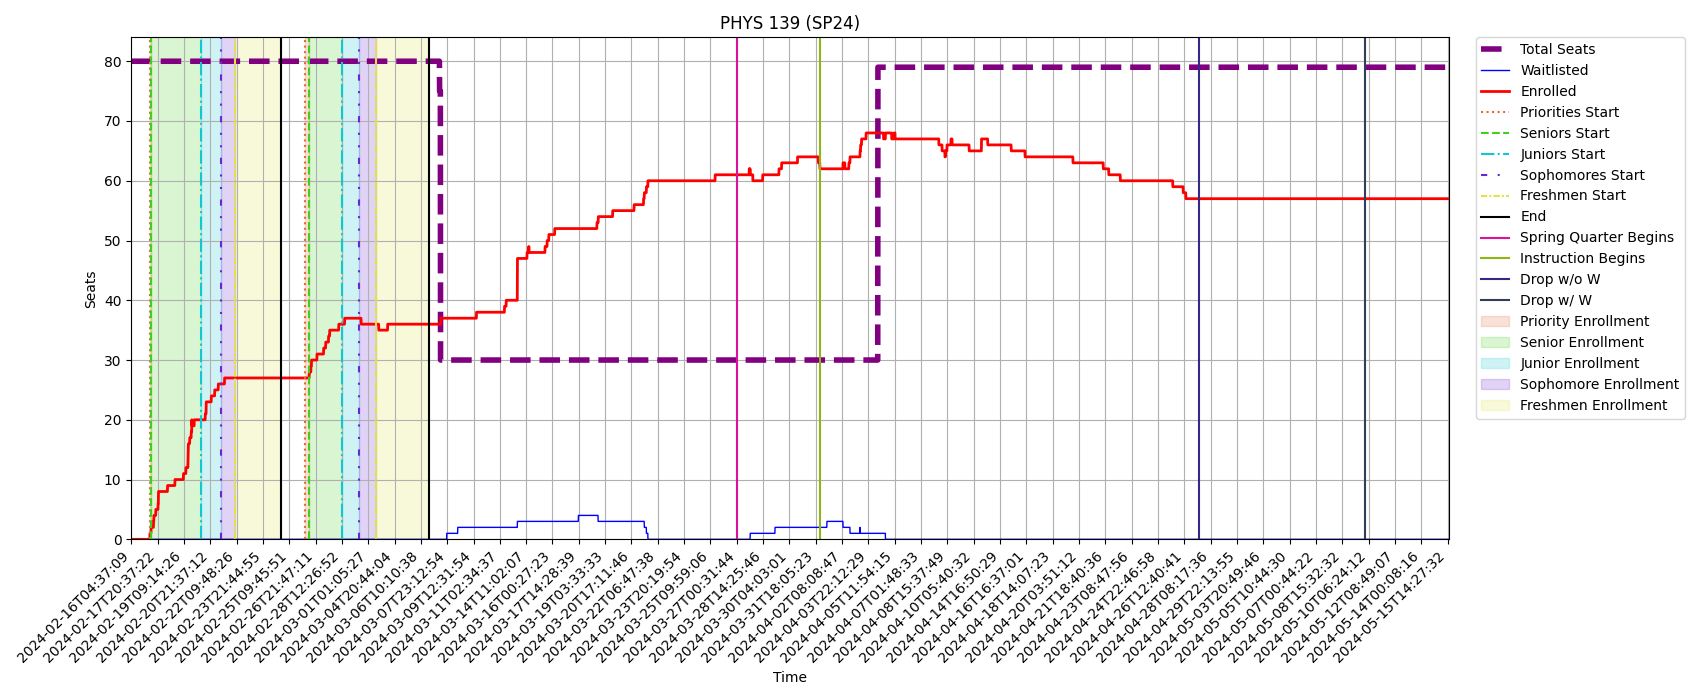 PHYS 139 (SP24)
Seats
80
70
60
50
40
30
20
10
0
2024-02-16T04:37:09
2024-02-17T20:37:22
2024-02-19T09:14:26
2024-02-20T21:37:12
2024-02-22T09:48:26
2024-02-23T21:44:55
2024-02-25T09:45:51
2024-02-26T21:47:11
2024-02-28T12:26:52
2024-03-01T01:05:27
2024-03-04T20:44:04
2024-03-06T10:10:38
2024-03-07T23:12:54
2024-03-09T12:31:54
2024-03-11T02:34:37
2024-03-14T11:02:07
2024-03-16T00:27:23
2024-03-17T14:28:39
2024-03-19T03:33:33
2024-03-20T17:11:46
2024-03-22T06:47:38
2024-03-23T20:19:54
2024-03-25T09:59:06
2024-03-27T00:31:44
2024-03-28T14:25:46
2024-03-30T04:03:01
2024-03-31T18:05:23
2024-04-02T08:08:47
2024-04-03T22:12:29
2024-04-05T11:54:15
2024-04-07T01:48:33
2024-04-08T15:37:49
2024-04-10T05:40:32
2024-04-14T16:50:29
2024-04-16T16:37:01
2024-04-18T14:07:23
2024-04-20T03:51:12
2024-04-21T18:40:36
2024-04-23T08:47:56
2024-04-24T22:46:58
2024-04-26T12:40:41
2024-04-28T08:17:36
2024-04-29T22:13:55
2024-05-03T20:49:46
2024-05-05T10:44:30
2024-05-07T00:44:22
2024-05-08T15:32:32
2024-05-10T06:24:12
2024-05-12T08:49:07
2024-05-14T00:08:16
2024-05-15T14:27:32
Time
Total Seats
Waitlisted
Enrolled
Priorities Start
Seniors Start
Juniors Start
Sophomores Start
Freshmen Start
End
Spring Quarter Begins
Instruction Begins
Drop w/o W
Drop w/ W
Priority Enrollment
Senior Enrollment
Junior Enrollment
Sophomore Enrollment
Freshmen Enrollment